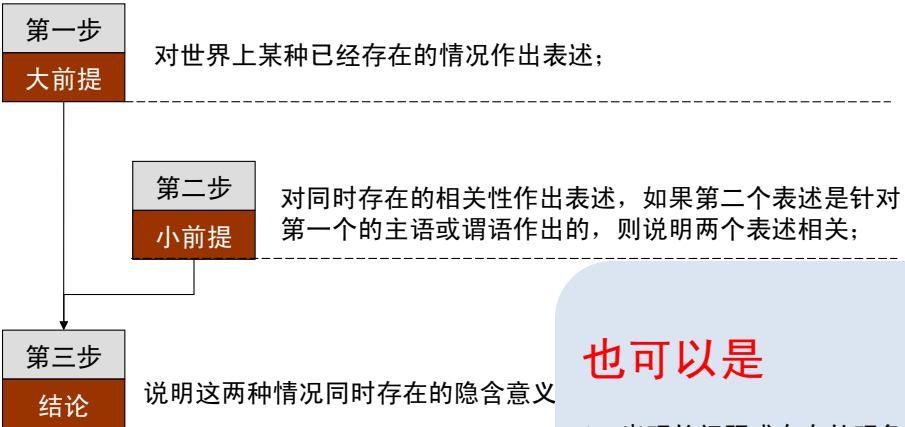 第一步
大前提
对世界上某种已经存在的情况作出表述；
第二步
小前提
对同时存在的相关性作出表述，如果第二个表述是针对
第一个的主语或谓语作出的，则说明两个表述相关；
第三步
结论
说明这两种情况同时存在的隐含意义
也可以是